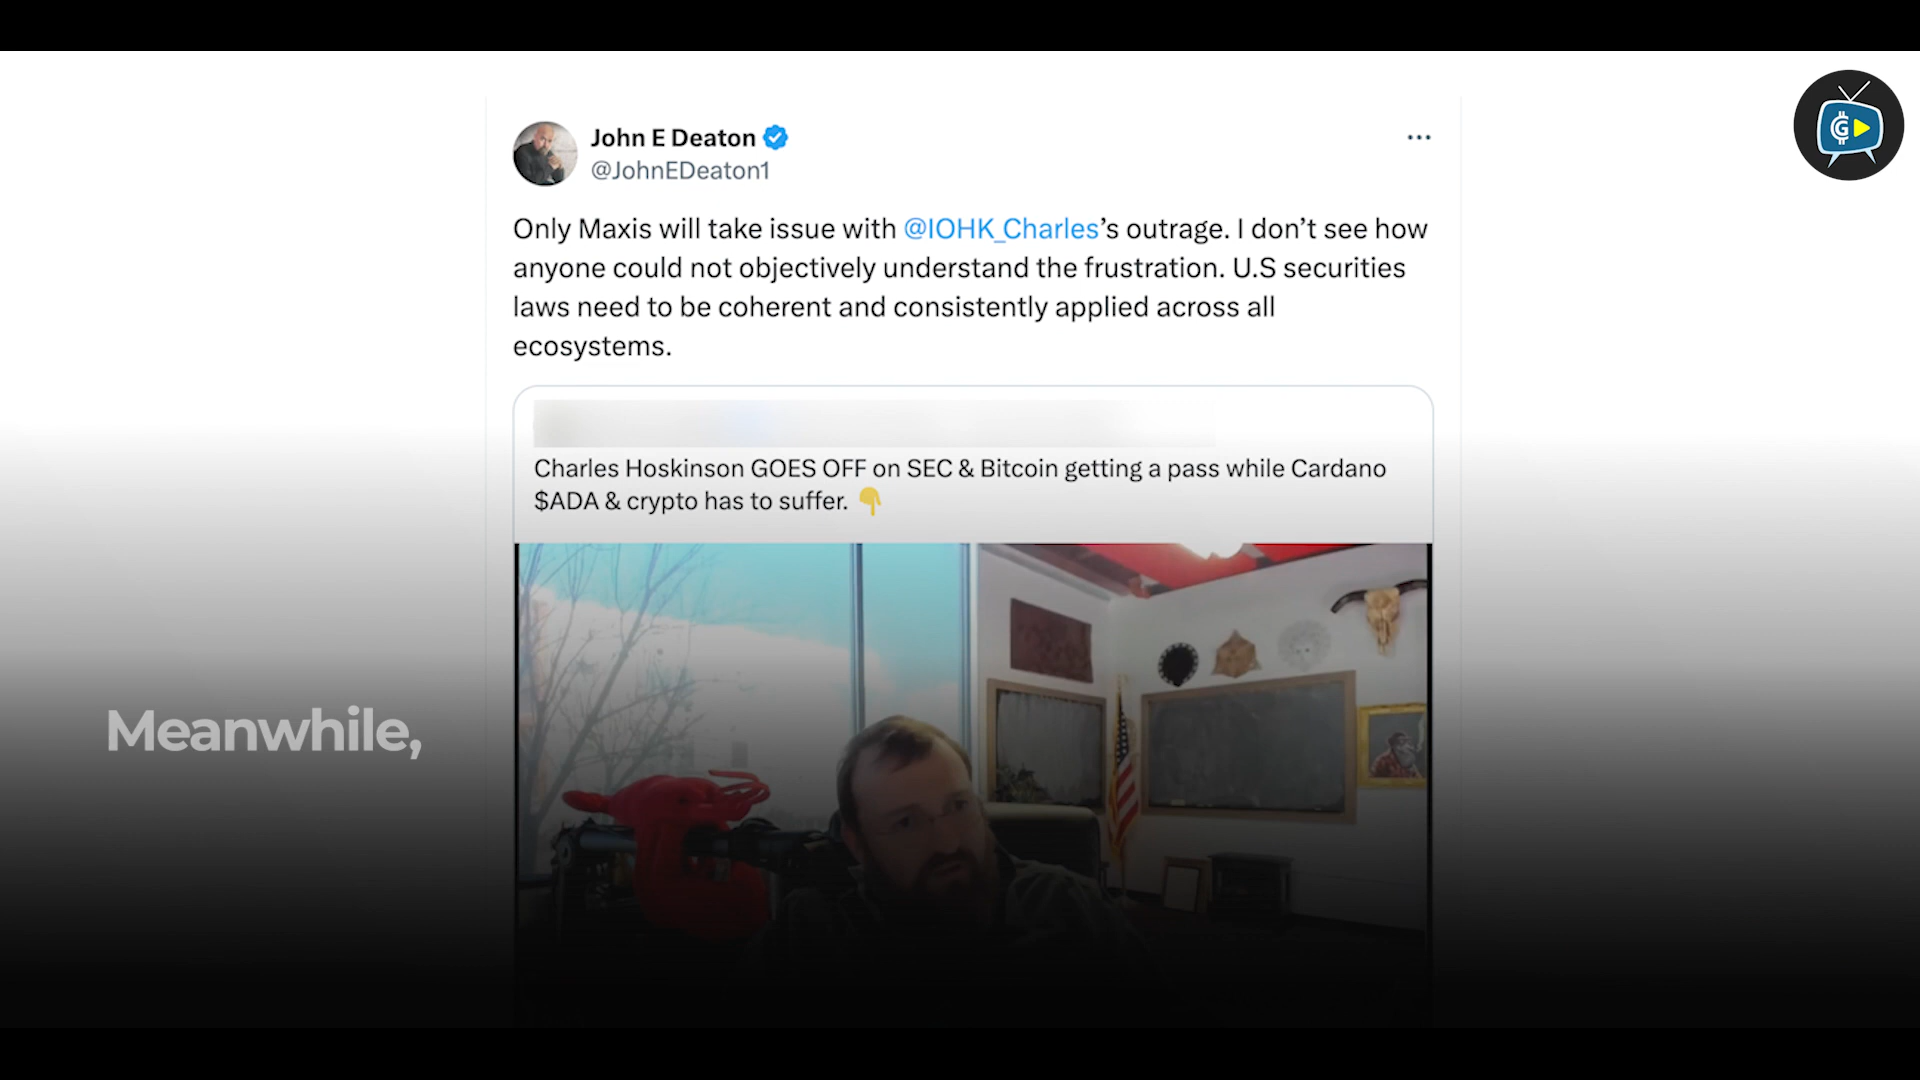 John E Deaton
@JohnEDeaton1
Only Maxis will take issue with @IOHK_Charles’s outrage. I don’t see how
anyone could not objectively understand the frustration. U.S securities
laws need to be coherent and consistently applied across all
ecosystems.
Charles Hoskinson GOES OFF on SEC & Bitcoin getting a pass while Cardano
$ADA & crypto has to suffer. 👇
Meanwhile,